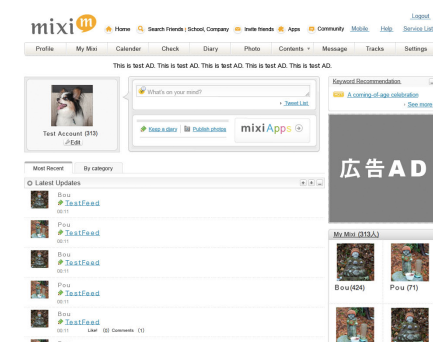 Logout
mixi m Home Search Friends | School, Company Invite friends Apps Community Mobile Help Service List
Profile My Mixi Calender Check Diary Photo Contents Message Tracks Settings
This is test AD. This is test AD. This is test AD. This is test AD. This is test AD.
What's on your mind?
Tweet List
Keep a diary Publish photos mixi Apps
Test Account (313)
Edit
Keyword Recommendation
A coming-of-age celebration
See more
広告AD
Most Recent By category
Latest Updates
Bou
TestFeed
00:11
Pou
TestFeed
00:11
Bou
TestFeed
00:11
Pou
TestFeed
00:11
Bou
TestFeed
00:11 Like! (0) Comments (1)
My Mixi (313人)
Bou(424) Pou (71)